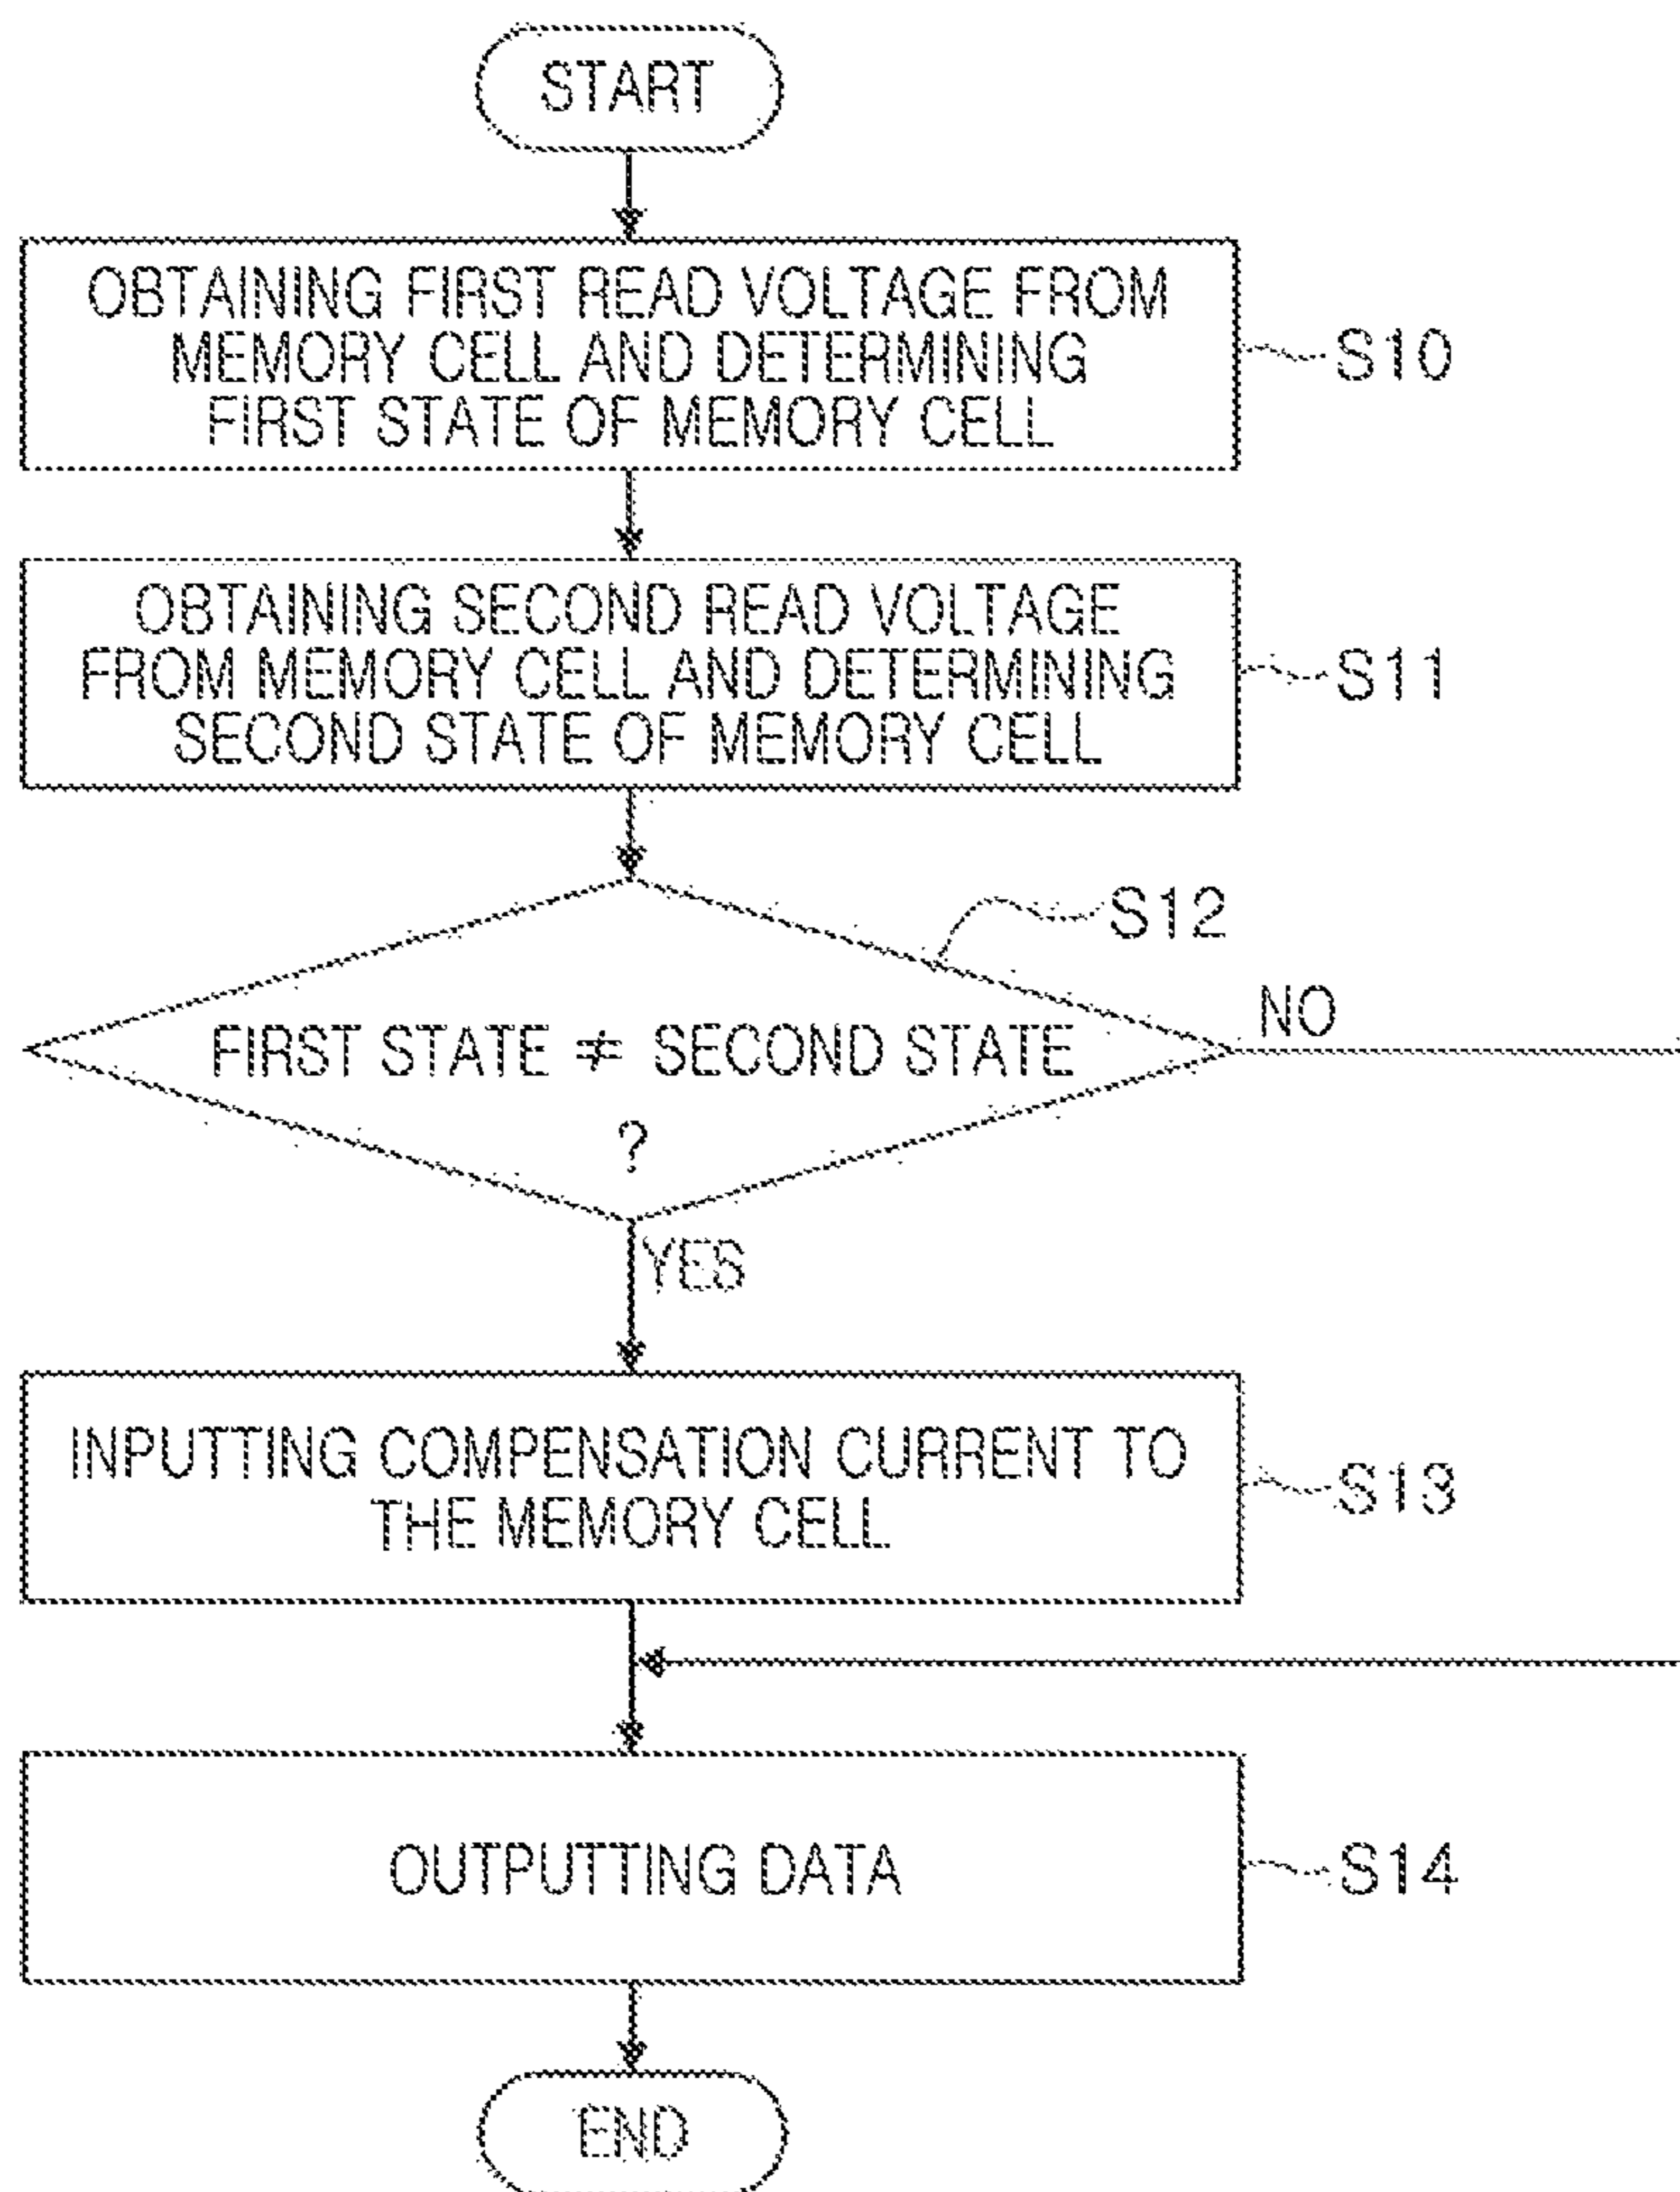 START
OBTAINING FIRST READ VOLTAGE FROM
MEMORY CELL AND DETERMINING
FIRST STATE OF MEMORY CELL
S10
OBTAINING SECOND READ VOLTAGE
FROM MEMORY CELL AND DETERMINING
SECOND STATE OF MEMORY CELL
S11
S12
FIRST STATE ≠ SECOND STATE
?
NO
YES
INPUTTING COMPENSATION CURRENT TO
THE MEMORY CELL
S13
OUTPUTTING DATA
S14
END